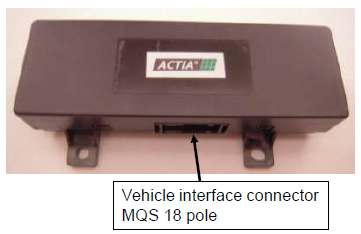 ACTIA
Vehicle interface connector
MQS 18 pole